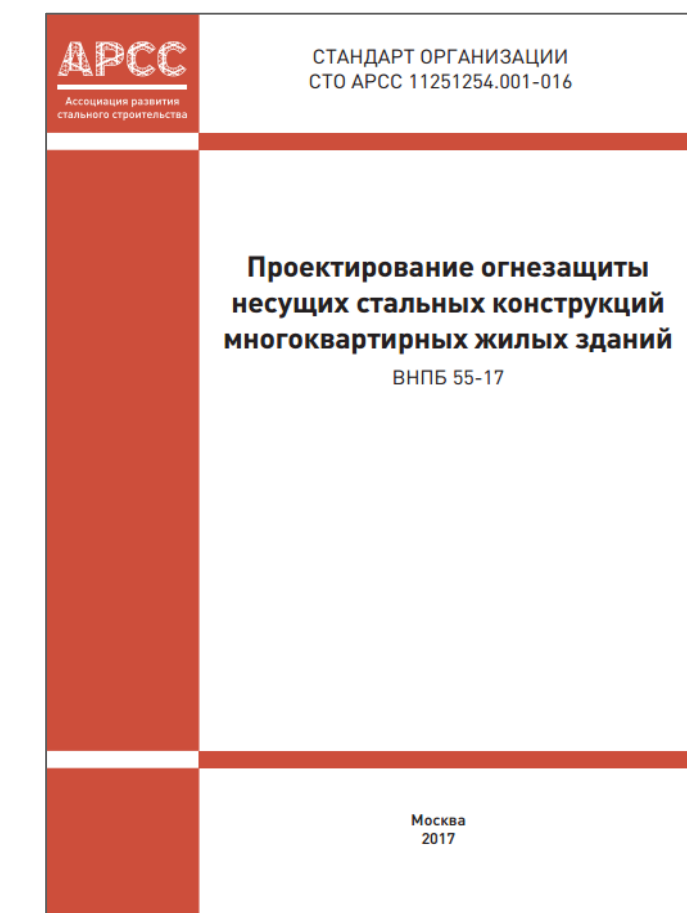 АРСС
Ассоциация развития
стального строительства
СТАНДАРТ ОРГАНИЗАЦИИ
СТО АРСС 11251254.001-016
Проектирование огнезащиты
несущих стальных конструкций
многоквартирных жилых зданий
ВНПБ 55-17
Москва
2017